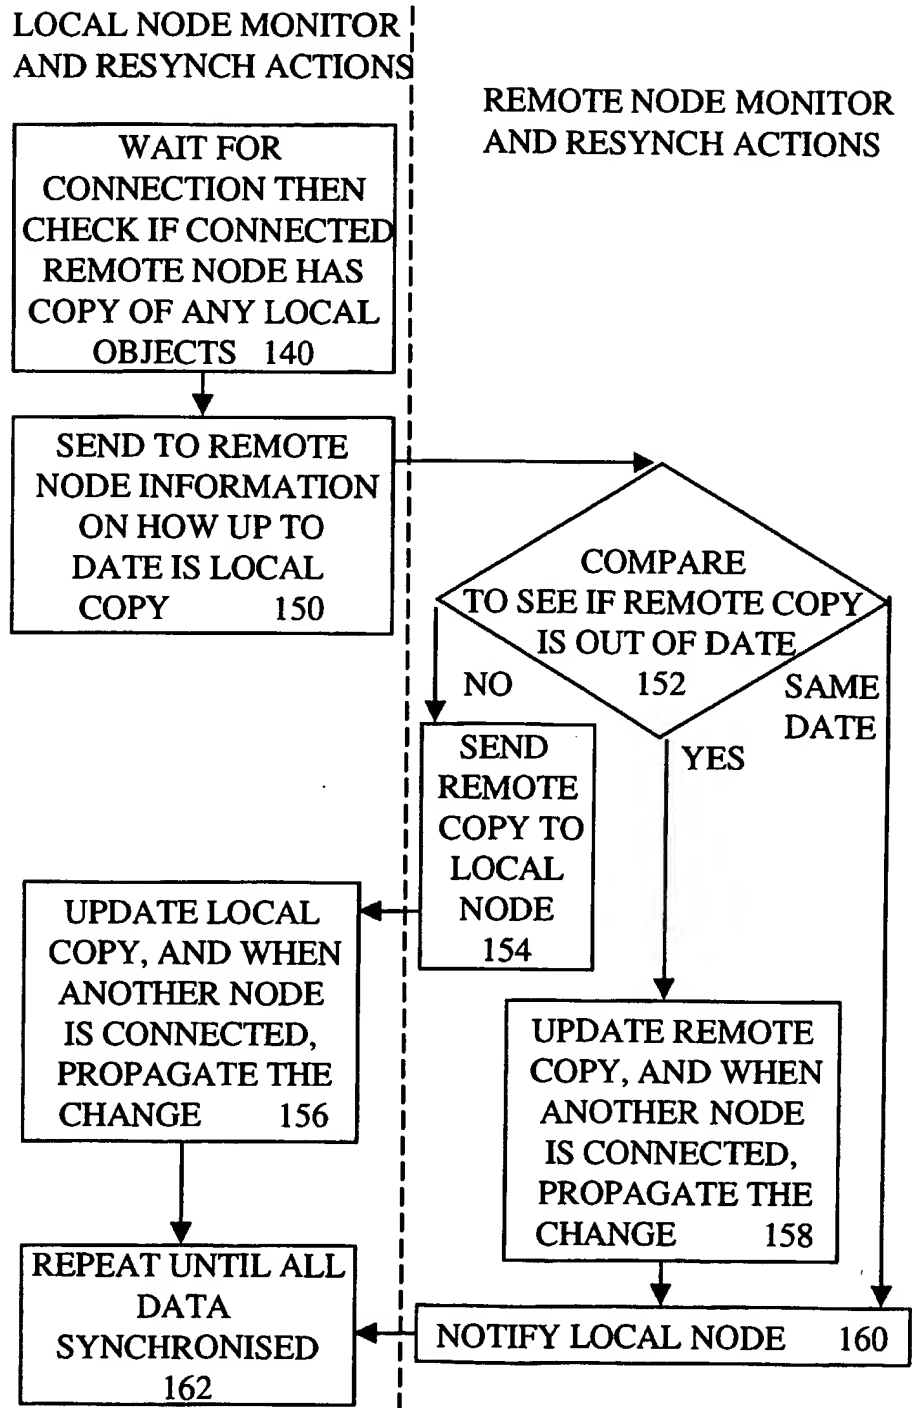 LOCAL NODE MONITOR
AND RESYNCH ACTIONS
REMOTE NODE MONITOR
AND RESYNCH ACTIONS
WAIT FOR
CONNECTION THEN
CHECK IF CONNECTED
REMOTE NODE HAS
COPY OF ANY LOCAL
OBJECTS 140
SEND TO REMOTE
NODE INFORMATION
ON HOW UP TO
DATE IS LOCAL
COPY 150
COMPARE
TO SEE IF REMOTE COPY
IS OUT OF DATE
152
NO
SAME
DATE
YES
SEND
REMOTE
COPY TO
LOCAL
NODE
154
UPDATE LOCAL
COPY, AND WHEN
ANOTHER NODE
IS CONNECTED,
PROPAGATE THE
CHANGE 156
UPDATE REMOTE
COPY, AND WHEN
ANOTHER NODE
IS CONNECTED,
PROPAGATE THE
CHANGE 158
REPEAT UNTIL ALL
DATA
SYNCHRONISED
162
NOTIFY LOCAL NODE 160